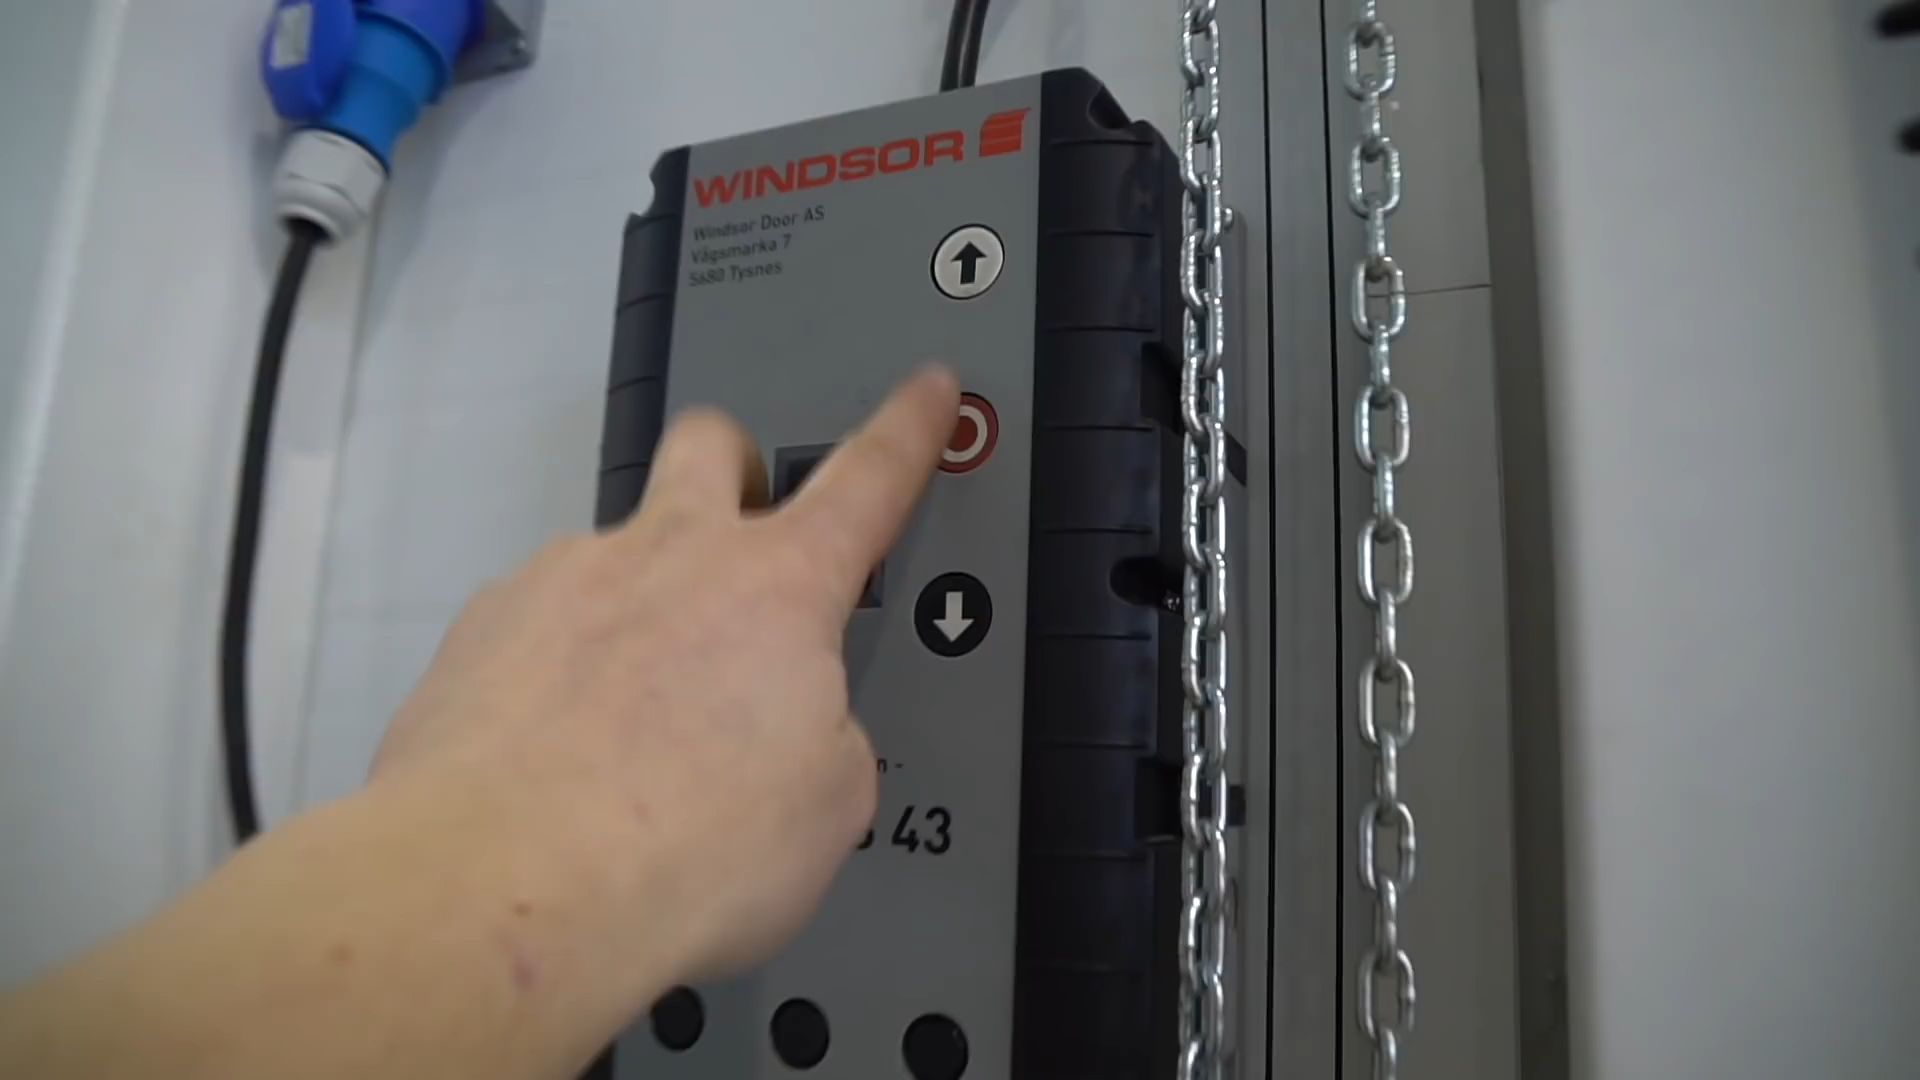 WINDSOR
Windsor Door AS
Vågsmarka 7
5680 Tysnes
43